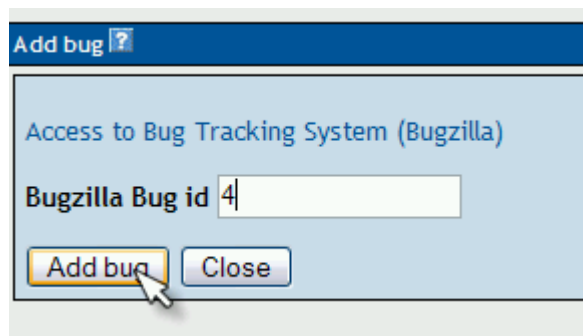 Add bug ?
Access to Bug Tracking System (Bugzilla)
Bugzilla Bug id 4
Add bug Close